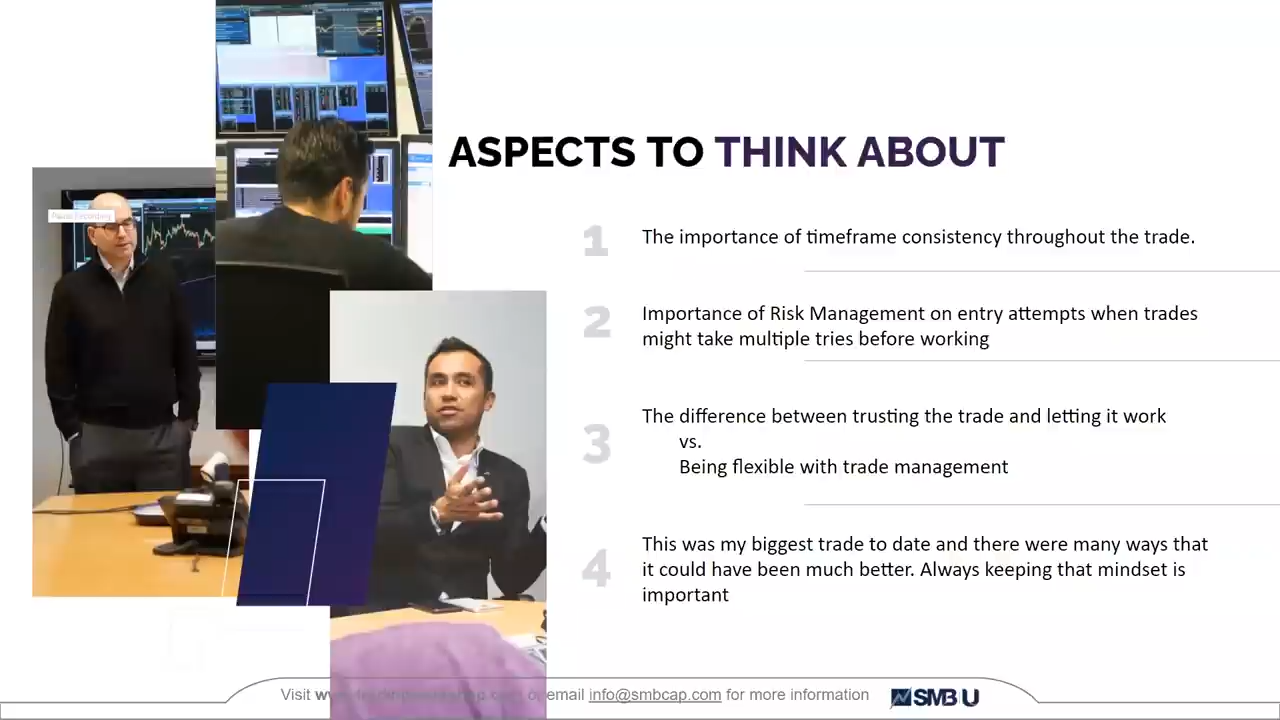 ASPECTS TO THINK ABOUT
1
The importance of timeframe consistency throughout the trade.
2
Importance of Risk Management on entry attempts when trades
might take multiple tries before working
3
The difference between trusting the trade and letting it work
vs.
Being flexible with trade management
4
This was my biggest trade to date and there were many ways that
it could have been much better. Always keeping that mindset is
important
Pause Recording
Visit email info@smbcap.com for more information
SMB U